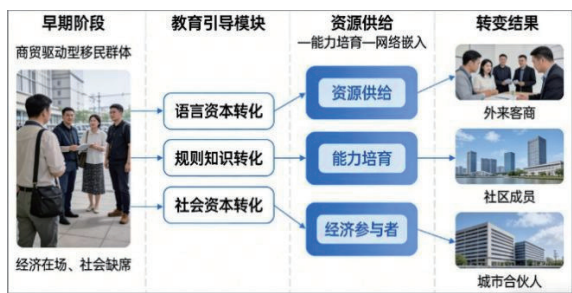 早期阶段
教育引导模块
资源供给
转变结果
商贸驱动型移民群体
—能力培育—网络嵌入
语言资本转化
规则知识转化
社会资本转化
资源供给
能力培育
经济参与者
外来客商
社区成员
城市合伙人
经济在场、社会缺席